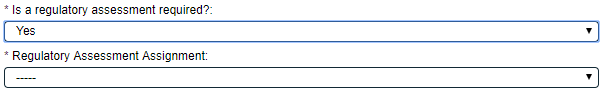 * Is a regulatory assessment required?:
Yes
* Regulatory Assessment Assignment:
-----